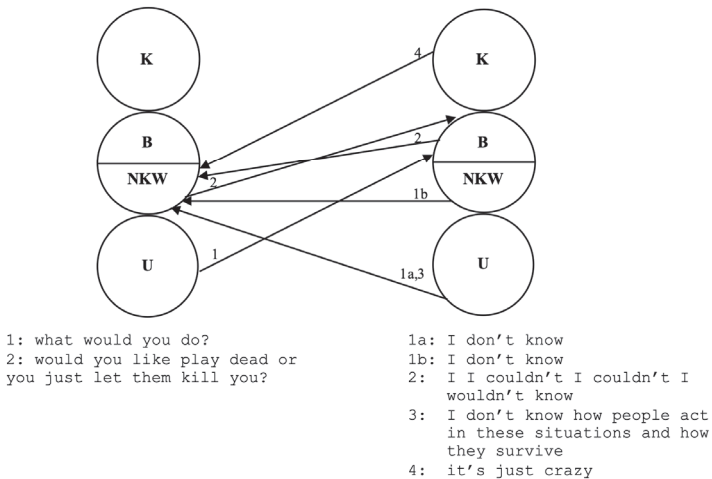 K
K
4
B
B
2
NKW
NKW
2
1b
U
U
1
1a,3
1: what would you do?
2: would you like play dead or
you just let them kill you?
1a: I don't know
1b: I don't know
2: I I couldn't I couldn't I
wouldn't know
3: I don't know how people act
in these situations and how
they survive
4: it's just crazy